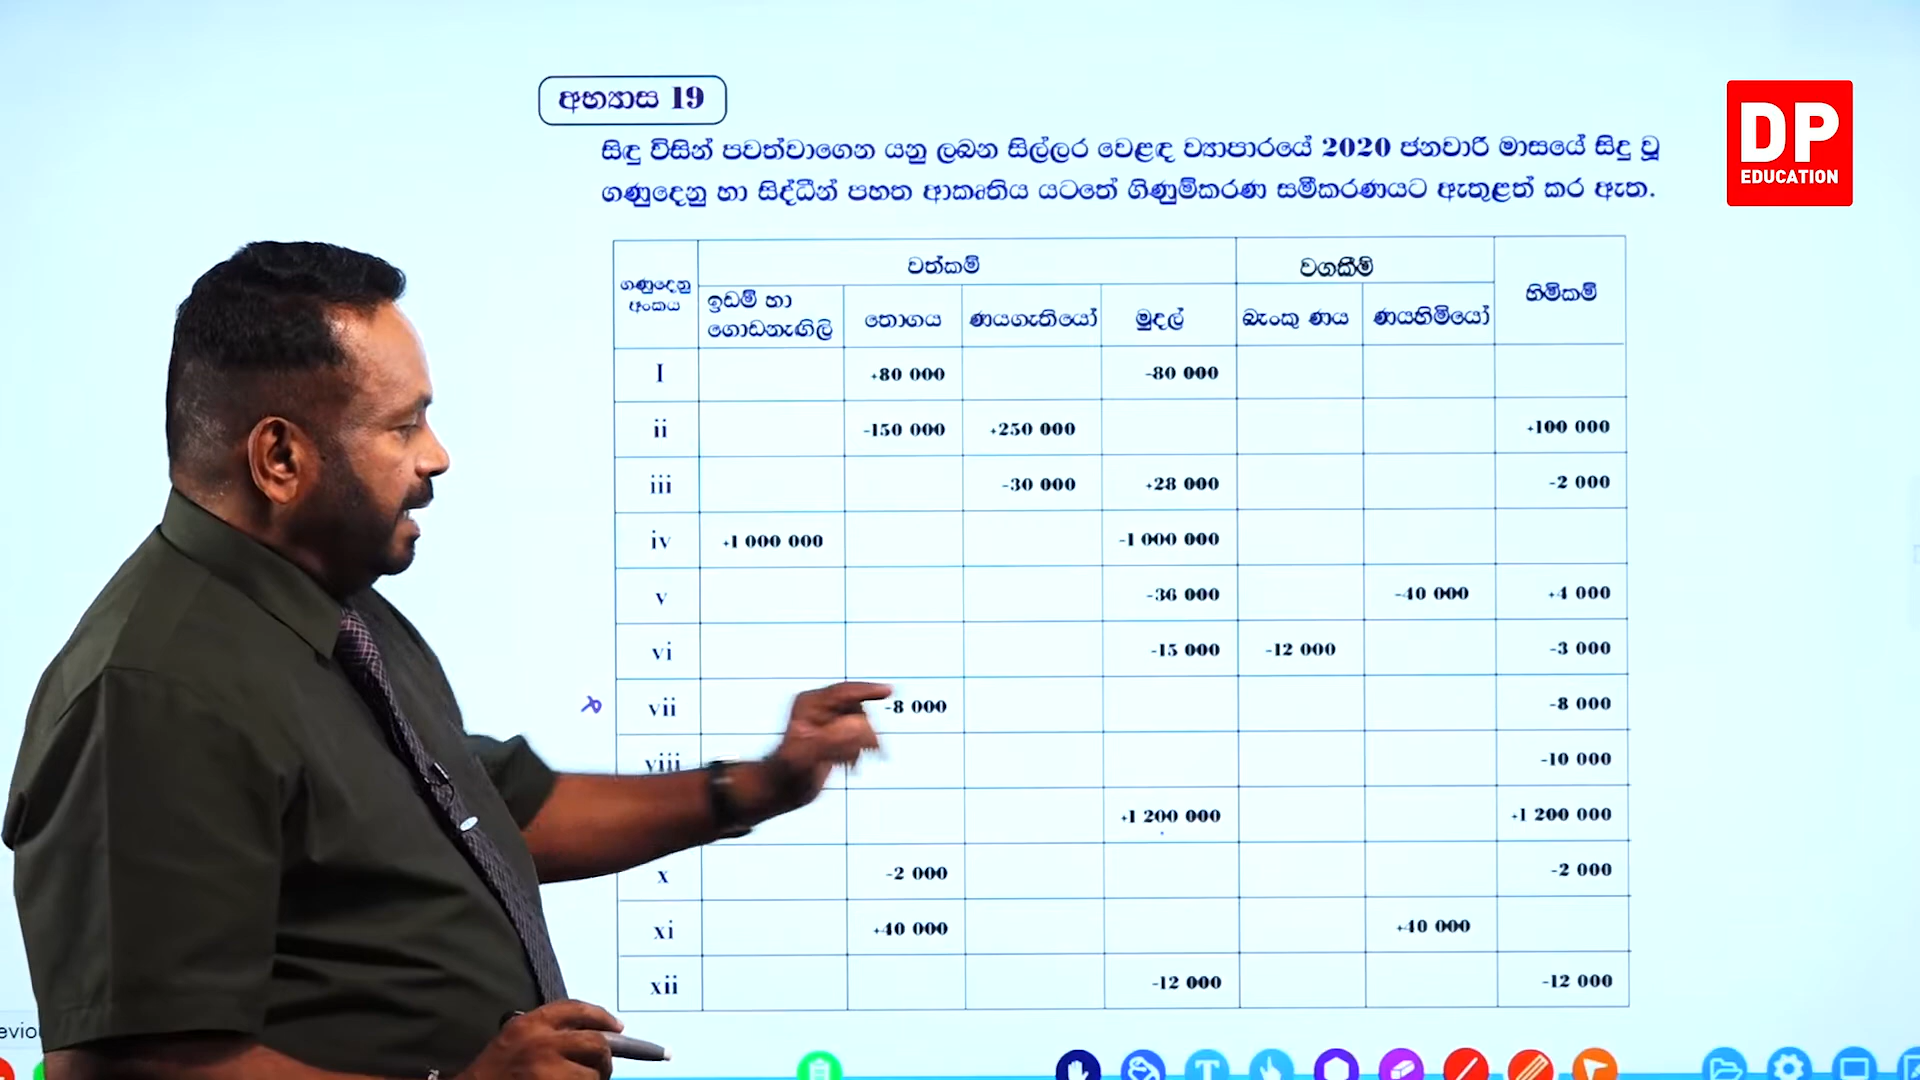 අභ්‍යාස 19
DP
EDUCATION
සිඳු විසින් පවත්වාගෙන යනු ලබන සිල්ලර වෙළඳ ව්‍යාපාරයේ 2020 ජනවාරි මාසයේ සිදු වූ
ගණුදෙනු හා සිද්ධීන් පහත ආකෘතිය යටතේ ගිණුම්කරණ සමීකරණයට ඇතුළත් කර ඇත.
ගණුදෙනු අංකය වත්කම් වගකීම් හිමිකම්
ඉඩම් හා ගොඩනැඟිලි තොගය ණයගැතියෝ මුදල් බැංකු ණය ණයහිමියෝ
I +80 000 -80 000
ii -150 000 +250 000 +100 000
iii -30 000 +28 000 -2 000
iv +1 000 000 -1 000 000
v -36 000 -40 000 +4 000
vi -15 000 -12 000 -3 000
vii -8 000 -8 000
viii -10 000
+1 200 000 +1 200 000
x -2 000 -2 000
xi +40 000 +40 000
xii -12 000 -12 000